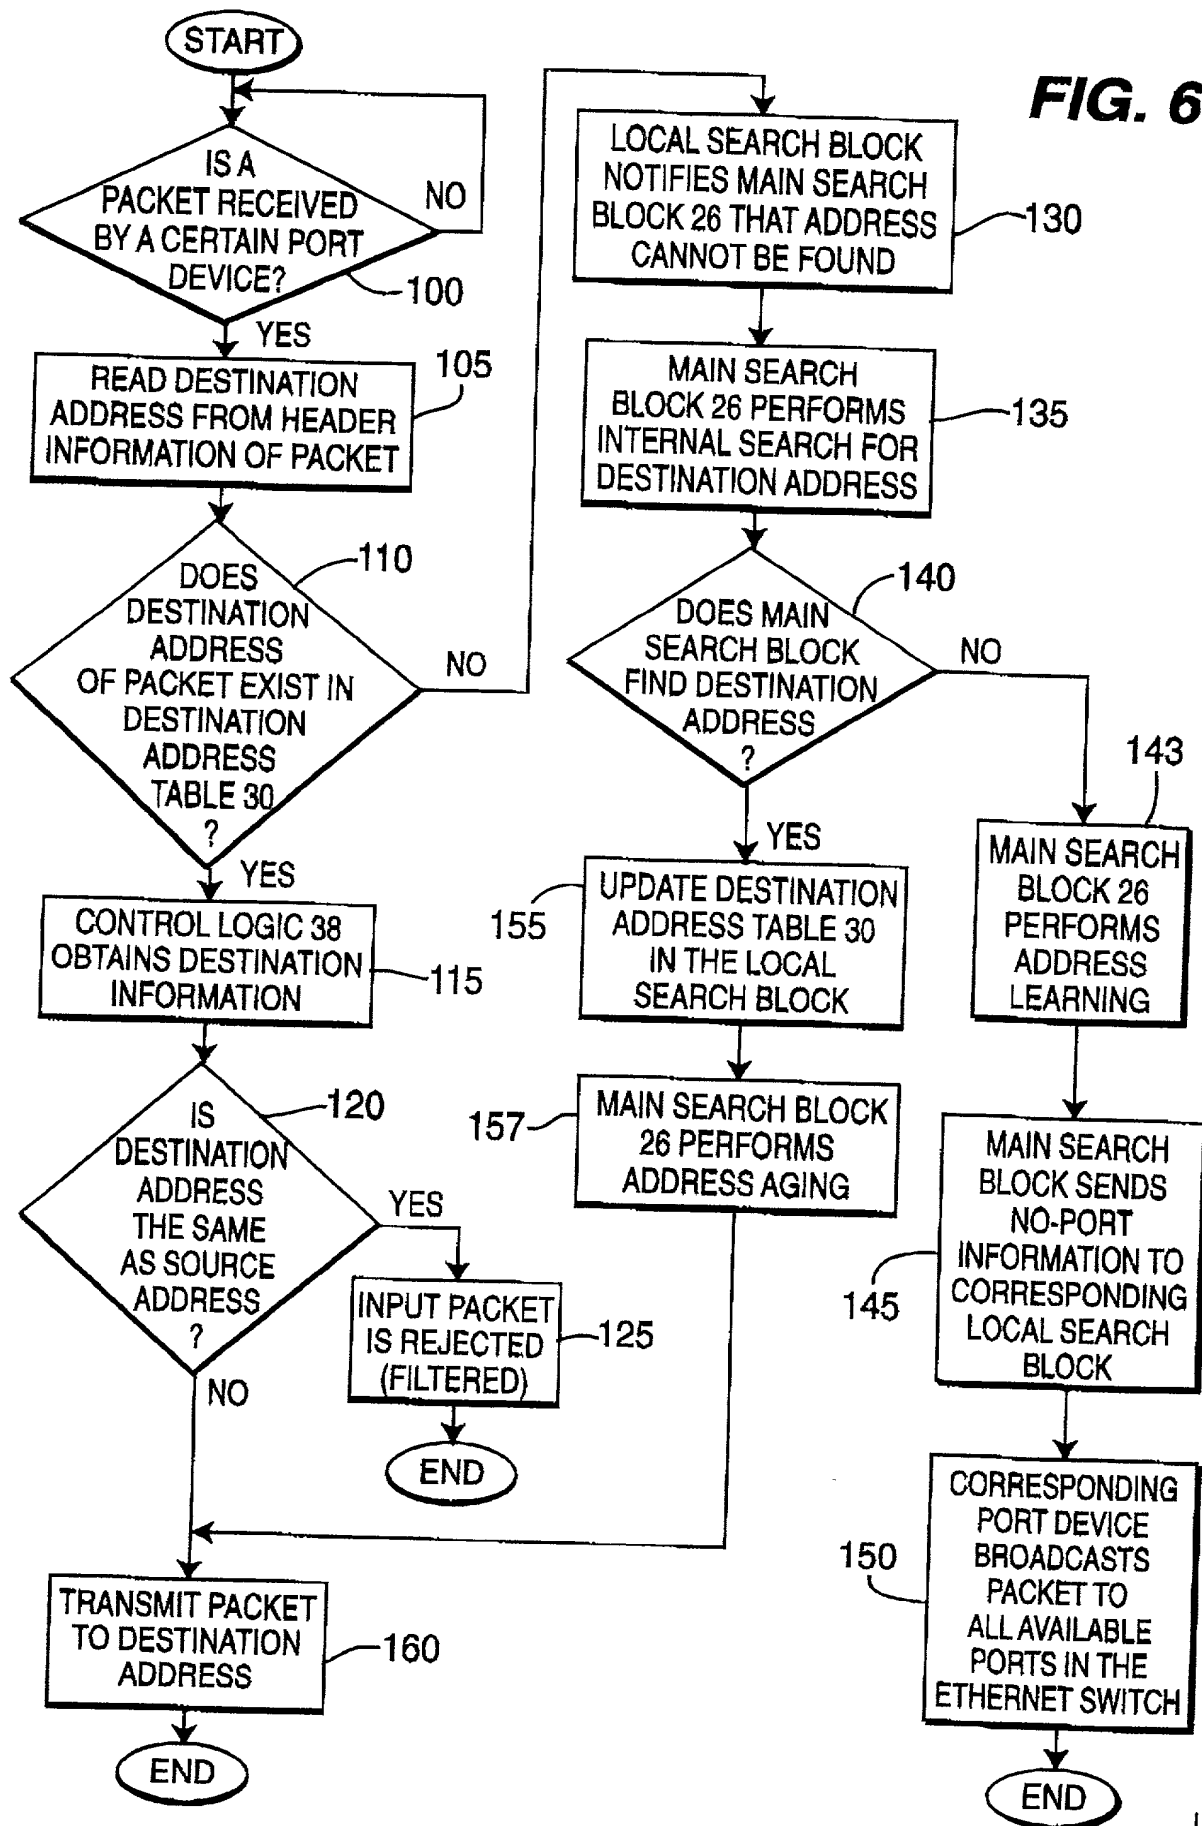 START
FIG. 6
IS A
PACKET RECEIVED
BY A CERTAIN PORT
DEVICE?
NO
100
YES
READ DESTINATION
ADDRESS FROM HEADER
INFORMATION OF PACKET
105
DOES
DESTINATION
ADDRESS
OF PACKET EXIST IN
DESTINATION
ADDRESS
TABLE 30
?
110
NO
YES
CONTROL LOGIC 38
OBTAINS DESTINATION
INFORMATION
115
IS
DESTINATION
ADDRESS
THE SAME
AS SOURCE
ADDRESS
?
120
YES
INPUT PACKET
IS REJECTED
(FILTERED)
125
END
NO
TRANSMIT PACKET
TO DESTINATION
ADDRESS
160
END
LOCAL SEARCH BLOCK
NOTIFIES MAIN SEARCH
BLOCK 26 THAT ADDRESS
CANNOT BE FOUND
130
MAIN SEARCH
BLOCK 26 PERFORMS
INTERNAL SEARCH FOR
DESTINATION ADDRESS
135
DOES MAIN
SEARCH BLOCK
FIND DESTINATION
ADDRESS
?
140
NO
YES
UPDATE DESTINATION
ADDRESS TABLE 30
IN THE LOCAL
SEARCH BLOCK
155
MAIN SEARCH BLOCK
26 PERFORMS
ADDRESS AGING
157
143
MAIN SEARCH
BLOCK 26
PERFORMS
ADDRESS
LEARNING
MAIN SEARCH
BLOCK SENDS
NO-PORT
INFORMATION TO
CORRESPONDING
LOCAL SEARCH
BLOCK
145
CORRESPONDING
PORT DEVICE
BROADCASTS
PACKET TO
ALL AVAILABLE
PORTS IN THE
ETHERNET SWITCH
150
END